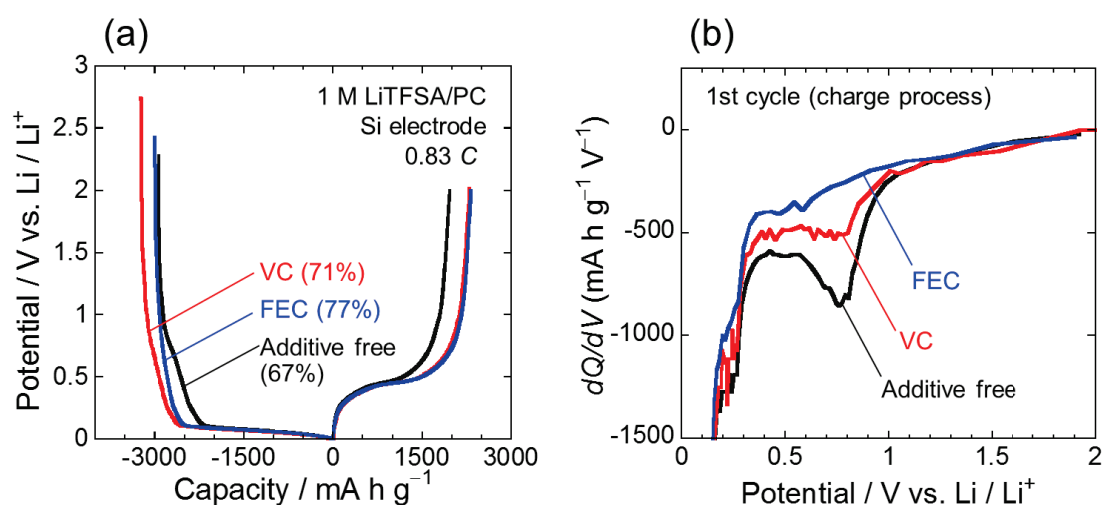 (a)
1 M LiTFSA/PC
Si electrode
0.83 C
VC (71%)
FEC (77%)
Additive free
(67%)
Potential / V vs. Li / Li⁺
3
2.5
2
1.5
1
0.5
0
-3000
-1500
0
1500
3000
Capacity / mA h g⁻¹
(b)
1st cycle (charge process)
FEC
VC
Additive free
dQ/dV (mA h g⁻¹ V⁻¹)
0
-500
-1000
-1500
0
0.5
1
1.5
2
Potential / V vs. Li / Li⁺